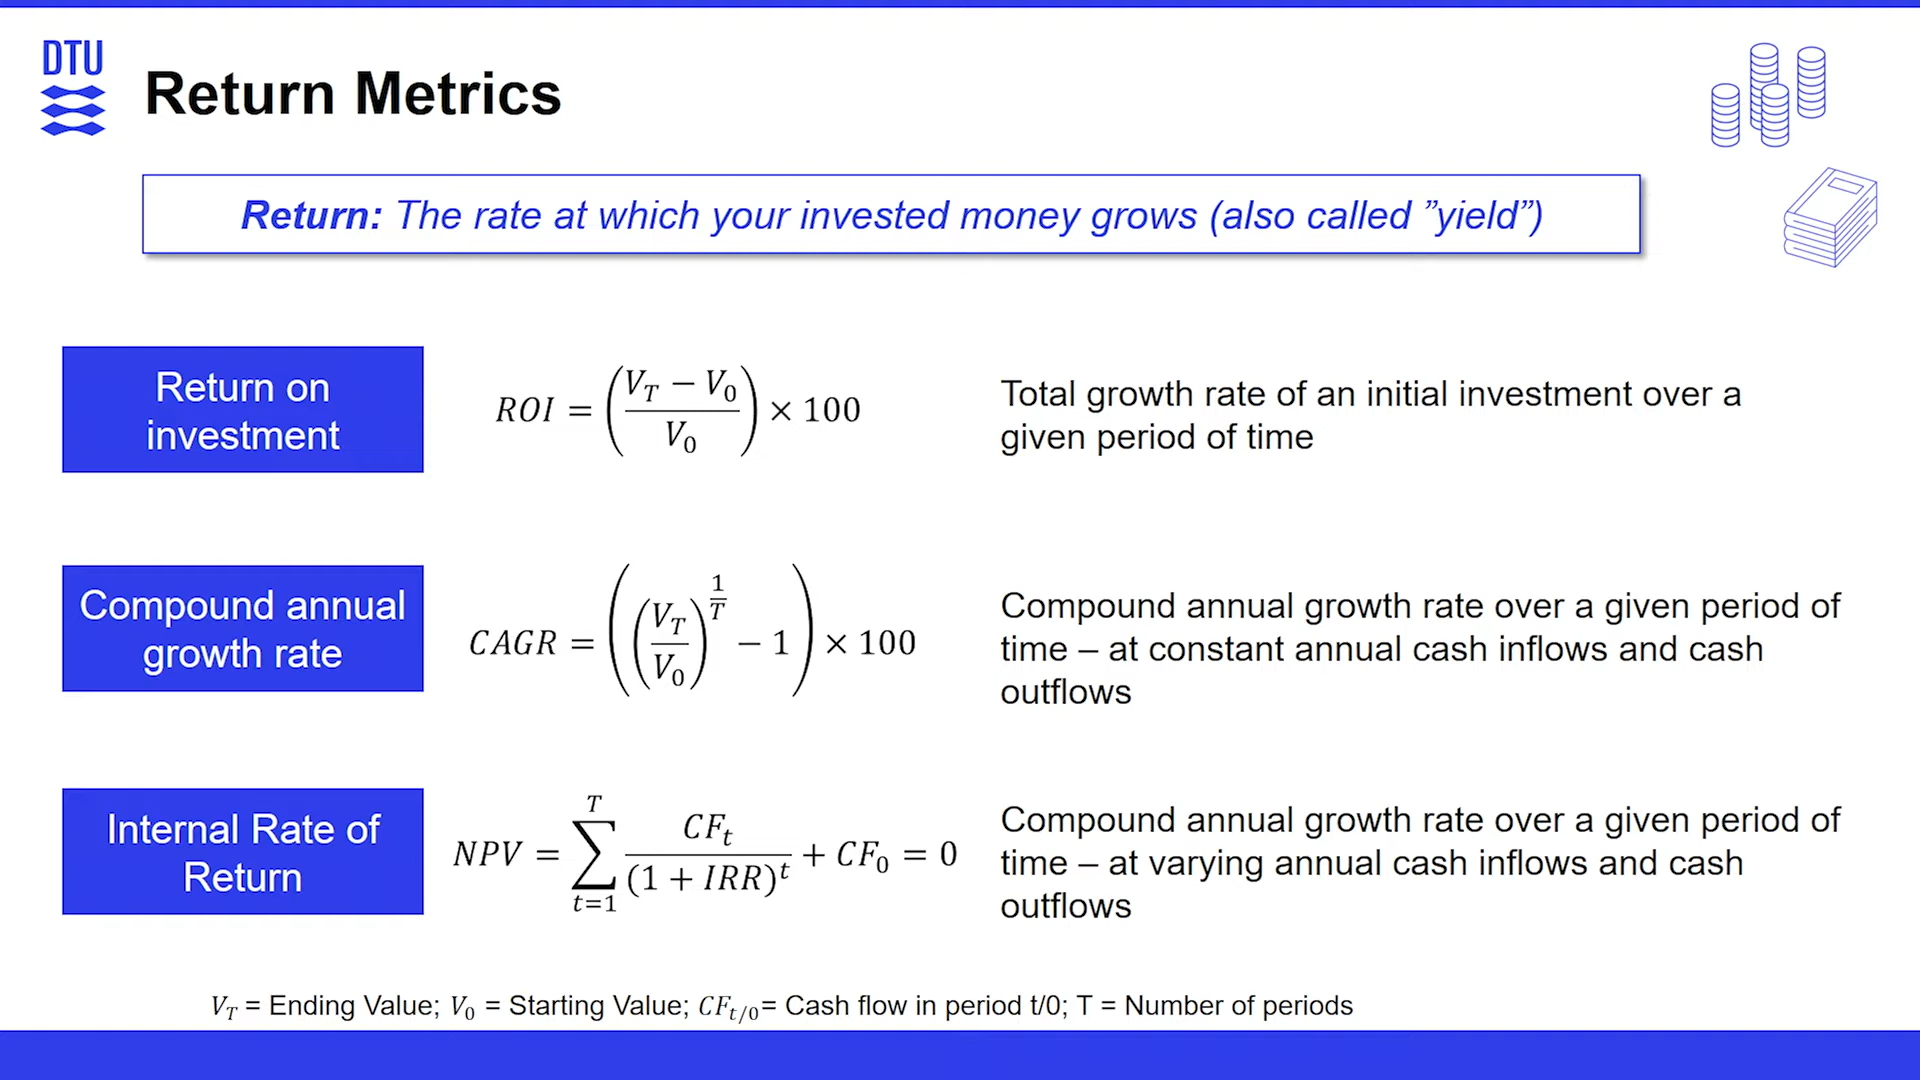 DTU
Return Metrics
Return: The rate at which your invested money grows (also called ”yield”)
Return on
investment
ROI = ((V_T − V_0)/V_0) × 100
Total growth rate of an initial investment over a
given period of time
Compound annual
growth rate
CAGR = ((V_T/V_0)^(1/T) − 1) × 100
Compound annual growth rate over a given period of
time – at constant annual cash inflows and cash
outflows
Internal Rate of
Return
NPV = ∑_{t=1}^{T} CF_t/(1 + IRR)^t + CF_0 = 0
Compound annual growth rate over a given period of
time – at varying annual cash inflows and cash
outflows
V_T = Ending Value; V_0 = Starting Value; CF_{t/0}= Cash flow in period t/0; T = Number of periods